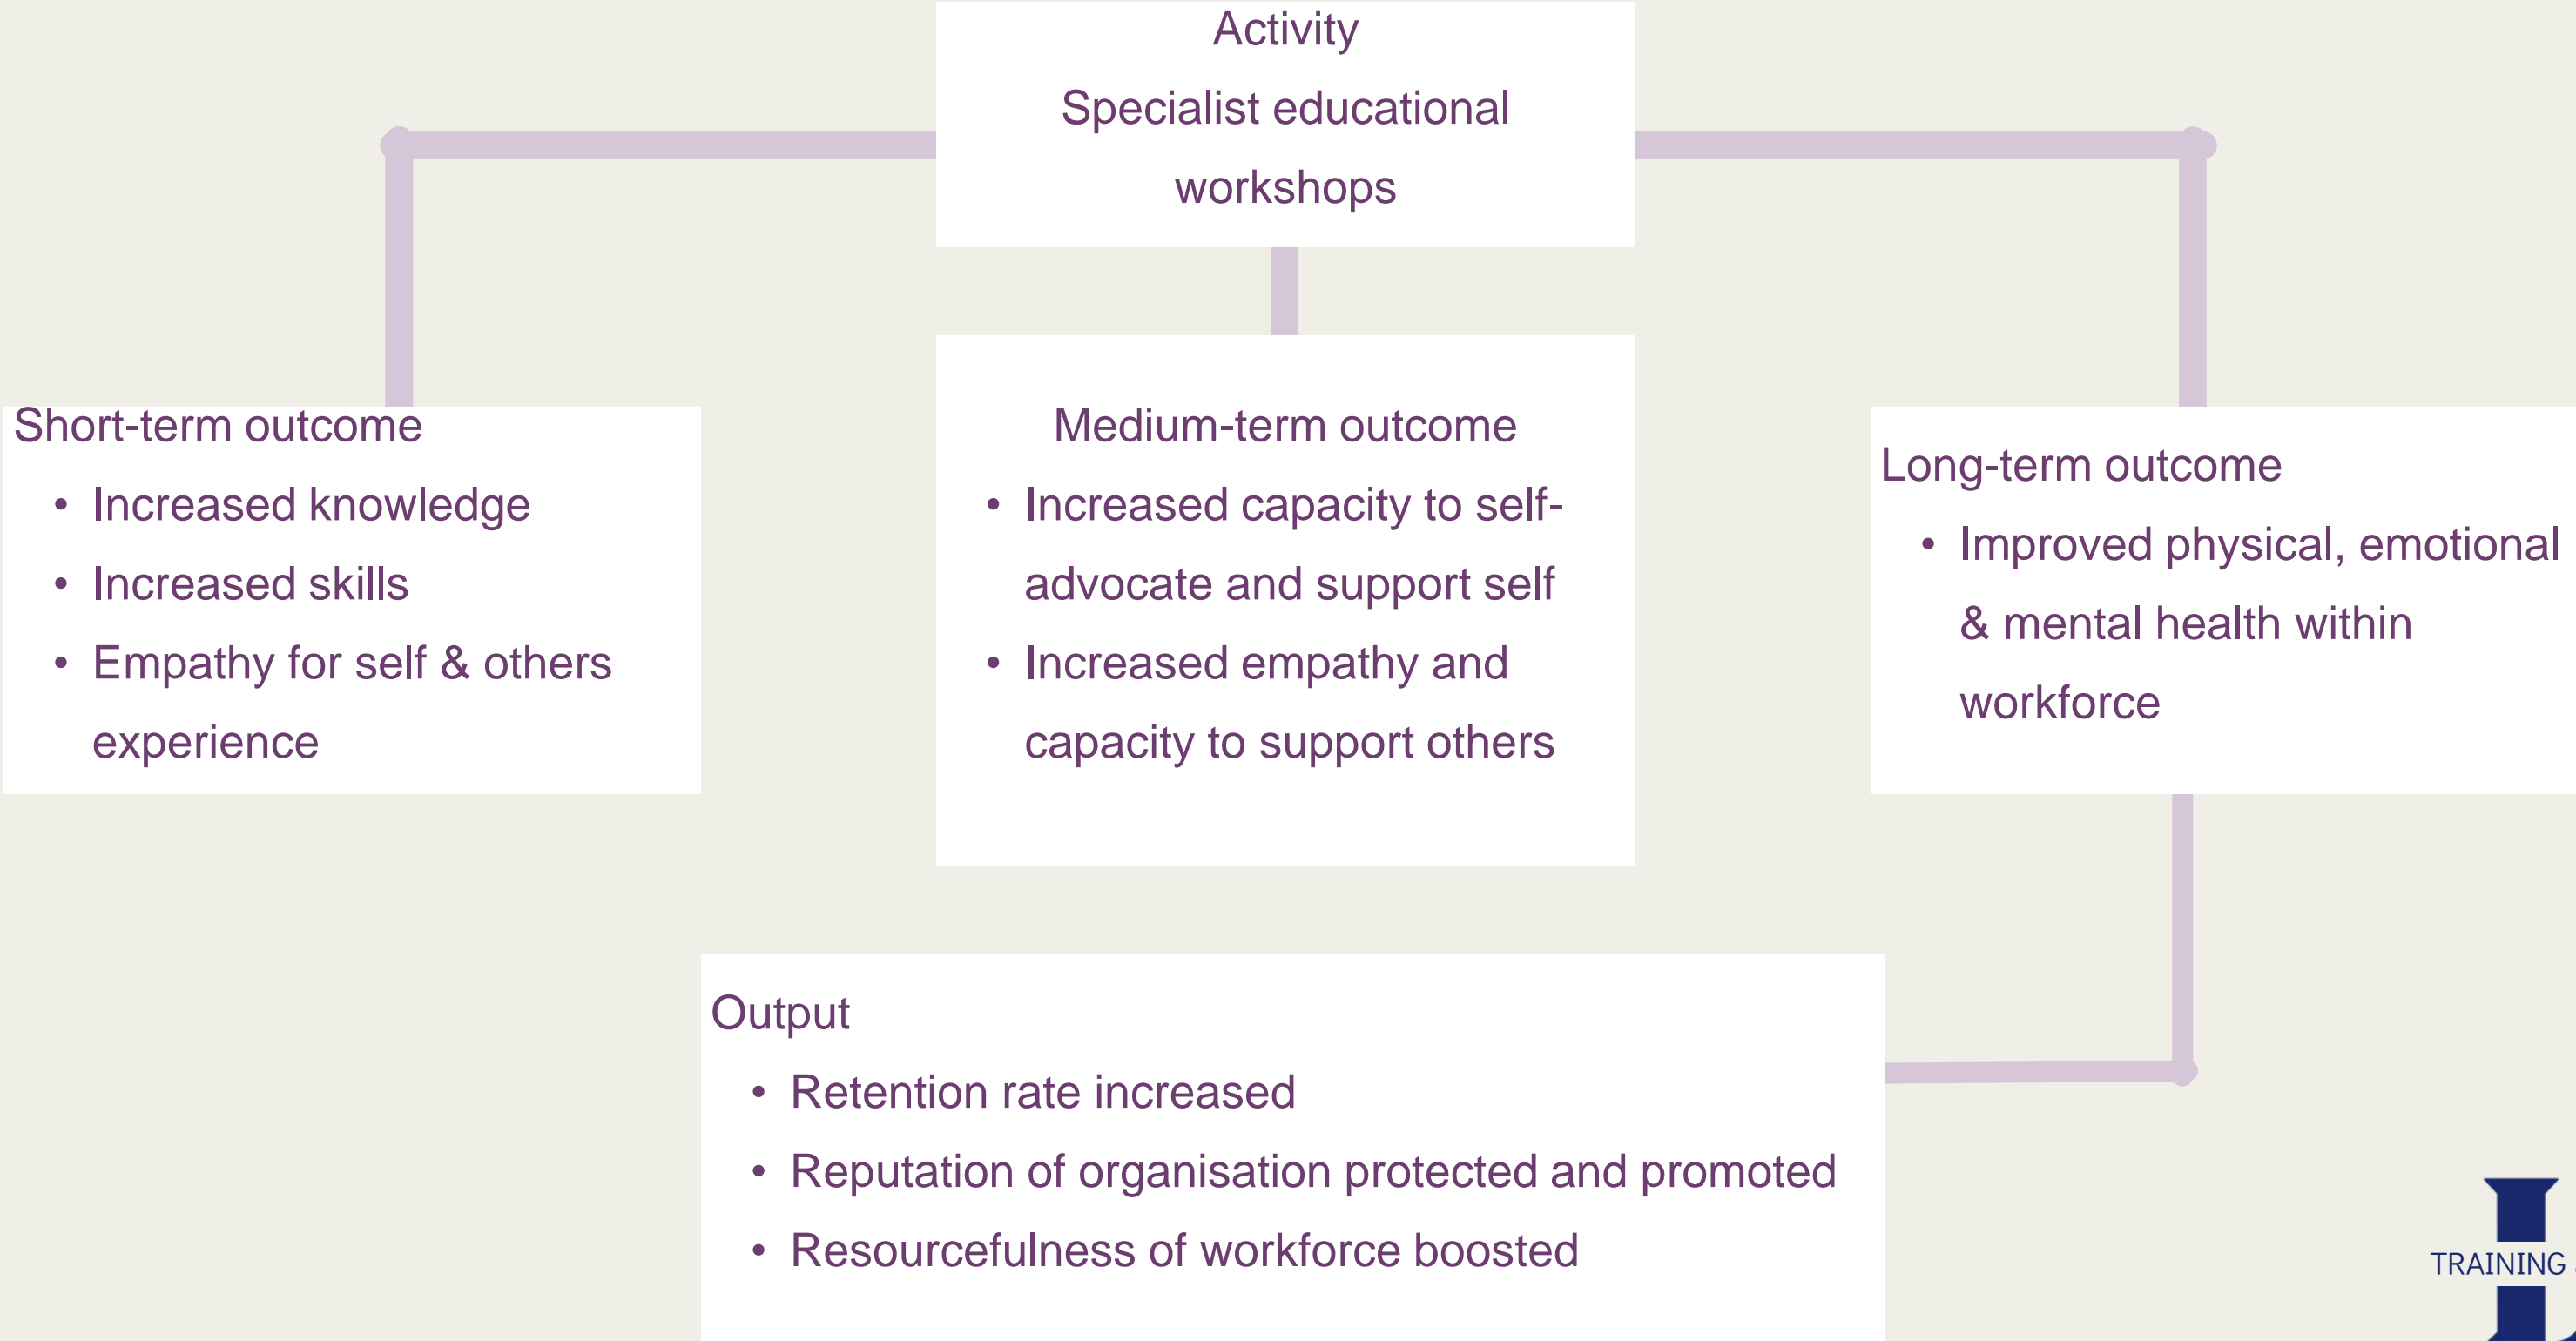 Activity
Specialist educational
workshops
Short-term outcome
• Increased knowledge
• Increased skills
• Empathy for self & others
experience
Medium-term outcome
• Increased capacity to self-
advocate and support self
• Increased empathy and
capacity to support others
Long-term outcome
• Improved physical, emotional
& mental health within
workforce
Output
• Retention rate increased
• Reputation of organisation protected and promoted
• Resourcefulness of workforce boosted
TRAINING